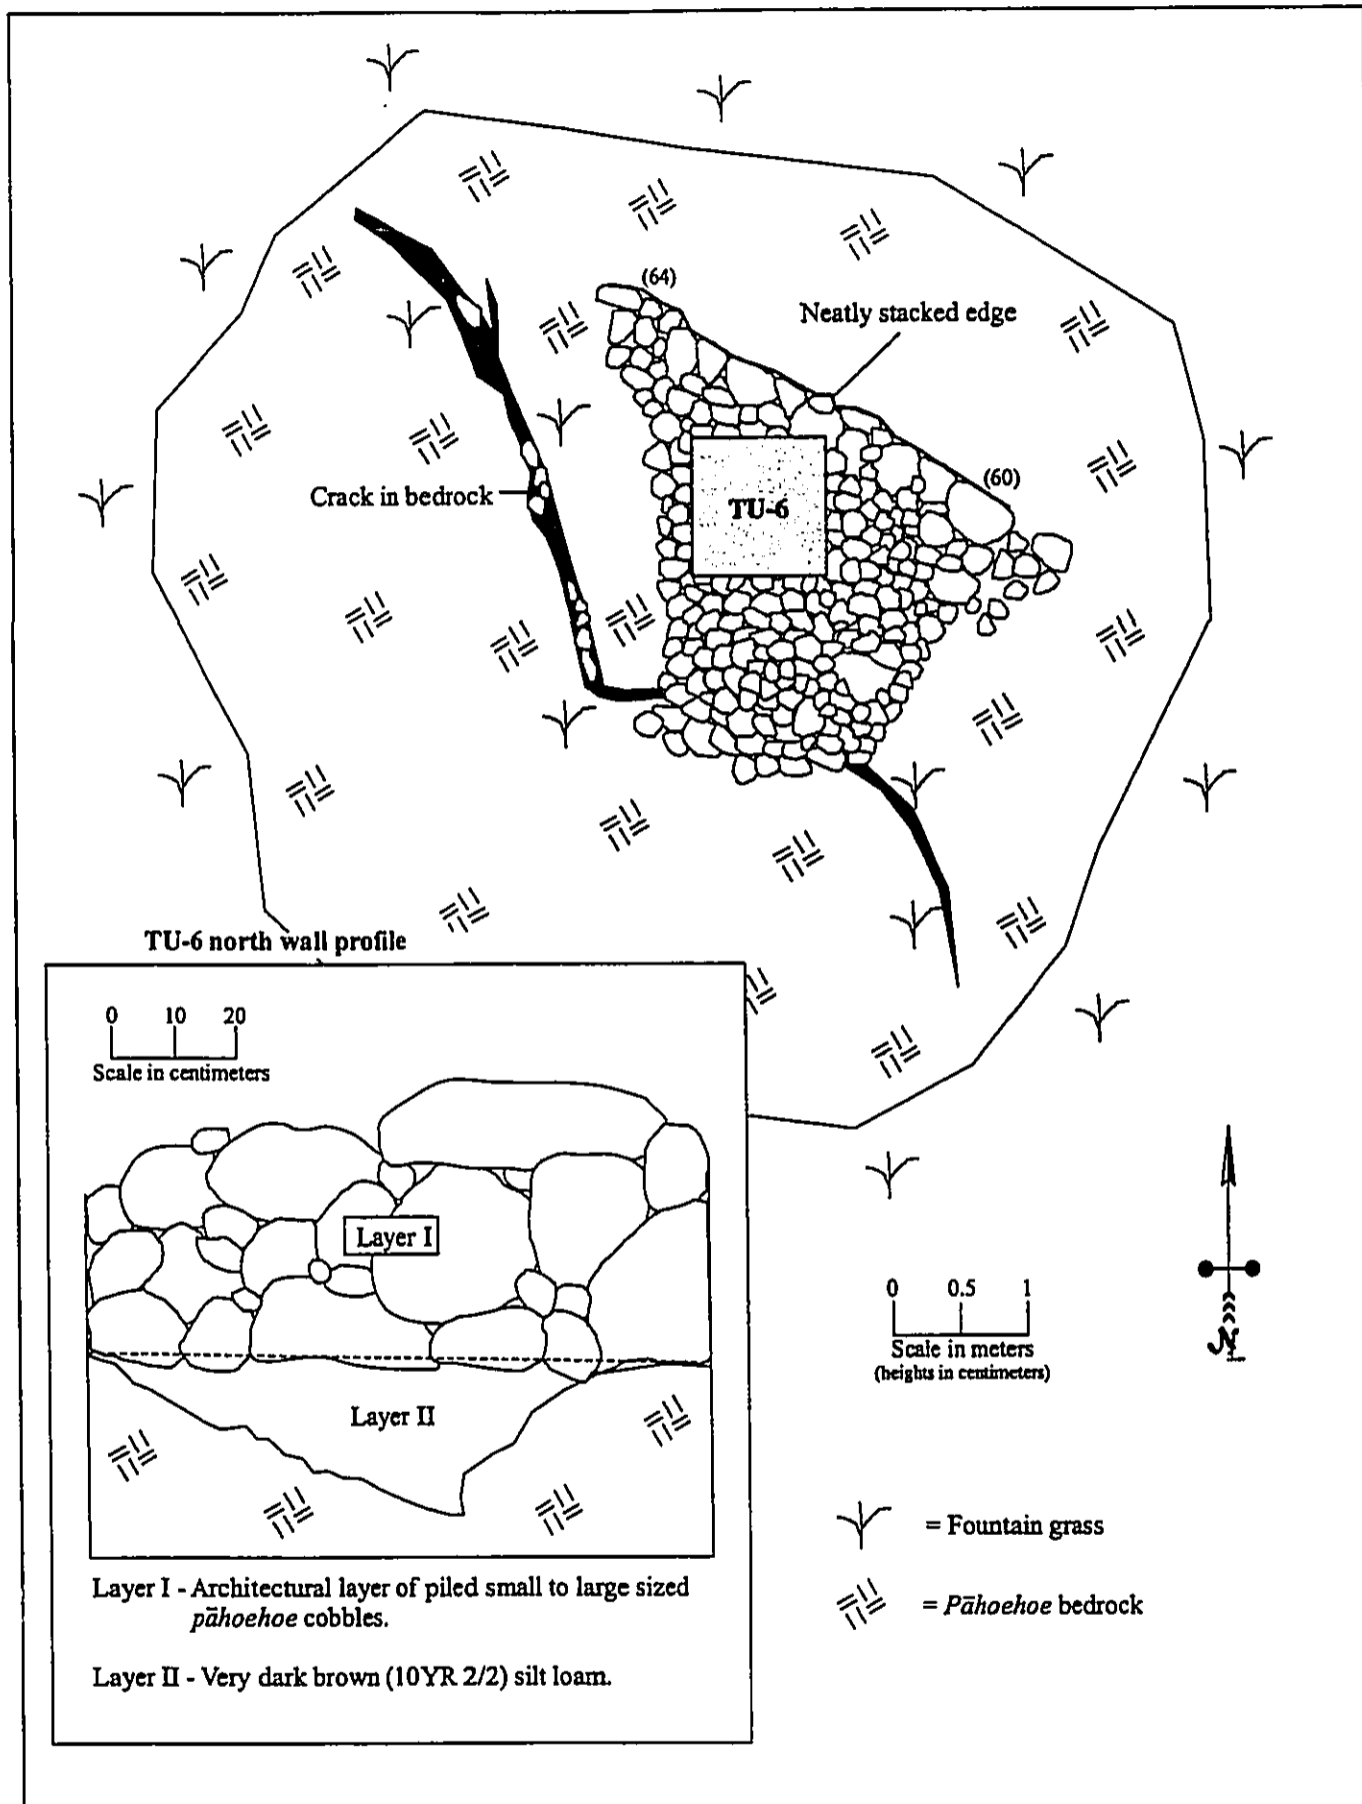 (64)
Neatly stacked edge
(60)
Crack in bedrock
TU-6
TU-6 north wall profile
0 10 20
Scale in centimeters
Layer I
Layer II
0 0.5 1
Scale in meters
(heights in centimeters)
N
= Fountain grass
= Pāhoehoe bedrock
Layer I - Architectural layer of piled small to large sized
pāhoehoe cobbles.
Layer II - Very dark brown (10YR 2/2) silt loam.